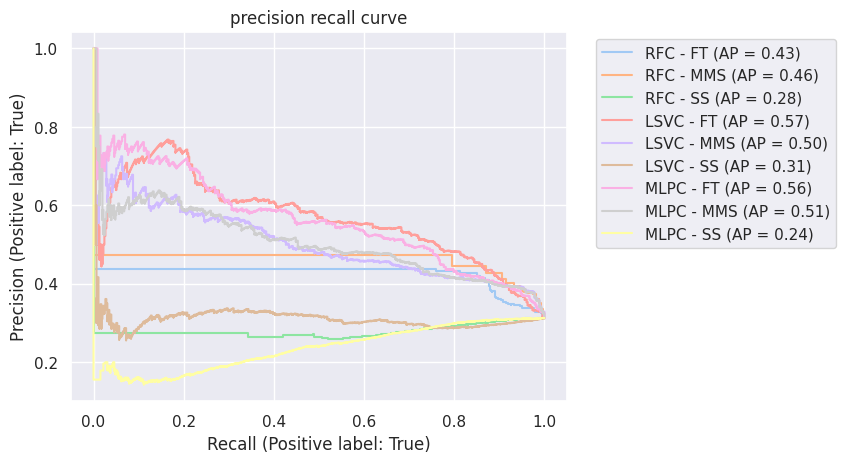 precision recall curve
Precision (Positive label: True)
1.0
0.8
0.6
0.4
0.2
0.0 0.2 0.4 0.6 0.8 1.0
Recall (Positive label: True)
RFC - FT (AP = 0.43)
RFC - MMS (AP = 0.46)
RFC - SS (AP = 0.28)
LSVC - FT (AP = 0.57)
LSVC - MMS (AP = 0.50)
LSVC - SS (AP = 0.31)
MLPC - FT (AP = 0.56)
MLPC - MMS (AP = 0.51)
MLPC - SS (AP = 0.24)